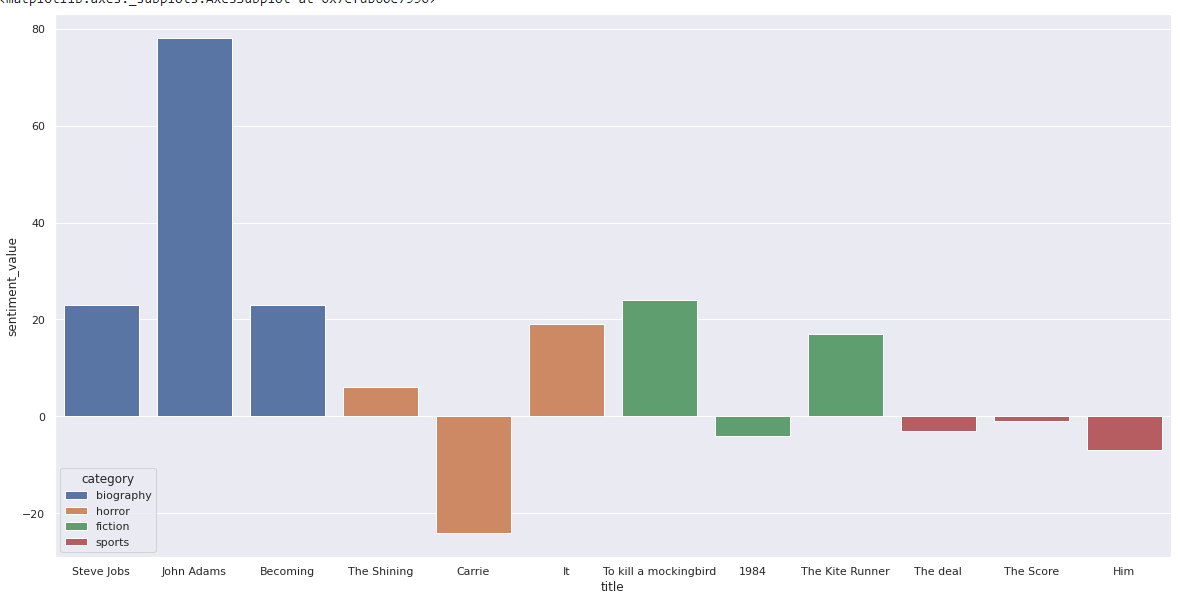 80
60
40
20
0
−20
sentiment_value
category
biography
horror
fiction
sports
Steve Jobs John Adams Becoming The Shining Carrie It To kill a mockingbird 1984 The Kite Runner The deal The Score Him
title